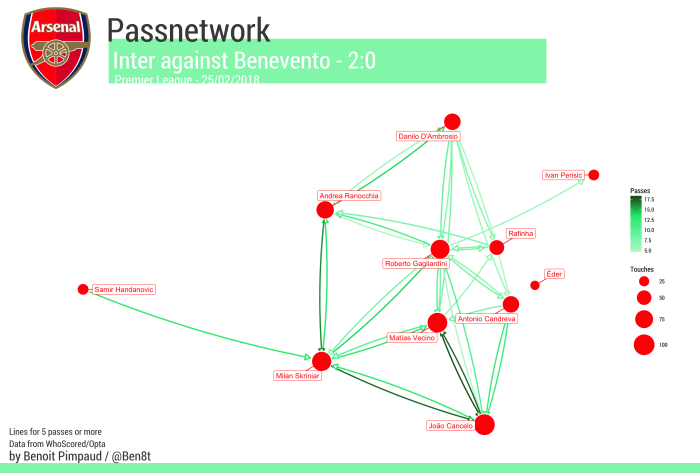 Arsenal
Passnetwork
Inter against Benevento - 2:0
Premier League - 25/02/2018
Danilo D'Ambrosio
Ivan Perisic
Andrea Ranocchia
Rafinha
Roberto Gagliardini
Eder
Samir Handanovic
Antonio Candreva
Matias Vecino
Milan Skriniar
João Cancelo
Passes
17.5
15.0
12.5
10.0
7.5
5.0
Touches
25
50
75
100
Lines for 5 passes or more
Data from WhoScored/Opta
by Benoit Pimpaud / @Ben8t